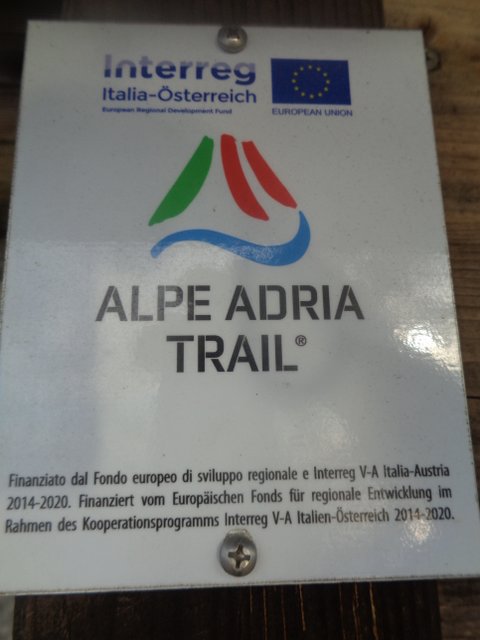 Interreg
Italia-Österreich
European Regional Development Fund
EUROPEAN UNION
ALPE ADRIA
TRAIL®
Finanziato dal Fondo europeo di sviluppo regionale e Interreg V-A Italia-Austria
2014-2020. Finanziert vom Europäischen Fonds für regionale Entwicklung im
Rahmen des Kooperationsprogramms Interreg V-A Italien-Österreich 2014-2020.